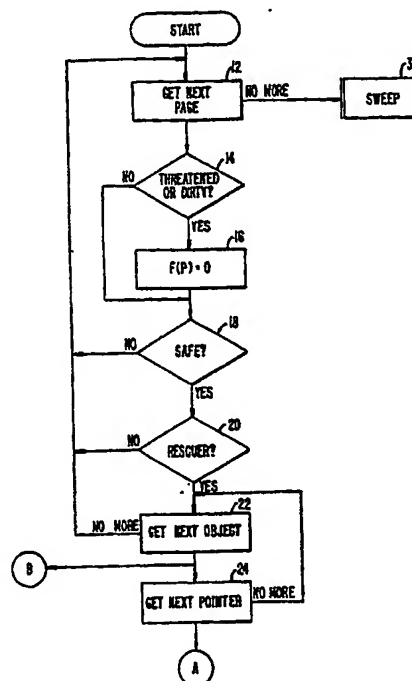 START
12
GET NEXT
PAGE
NO MORE
3
SWEEP
14
NO
THREATENED
OR DIRTY?
YES
16
F(P) = 0
18
NO
SAFE?
YES
20
NO
RESCUER?
YES
22
NO MORE
GET NEXT OBJECT
B
24
GET NEXT POINTER
NO MORE
A